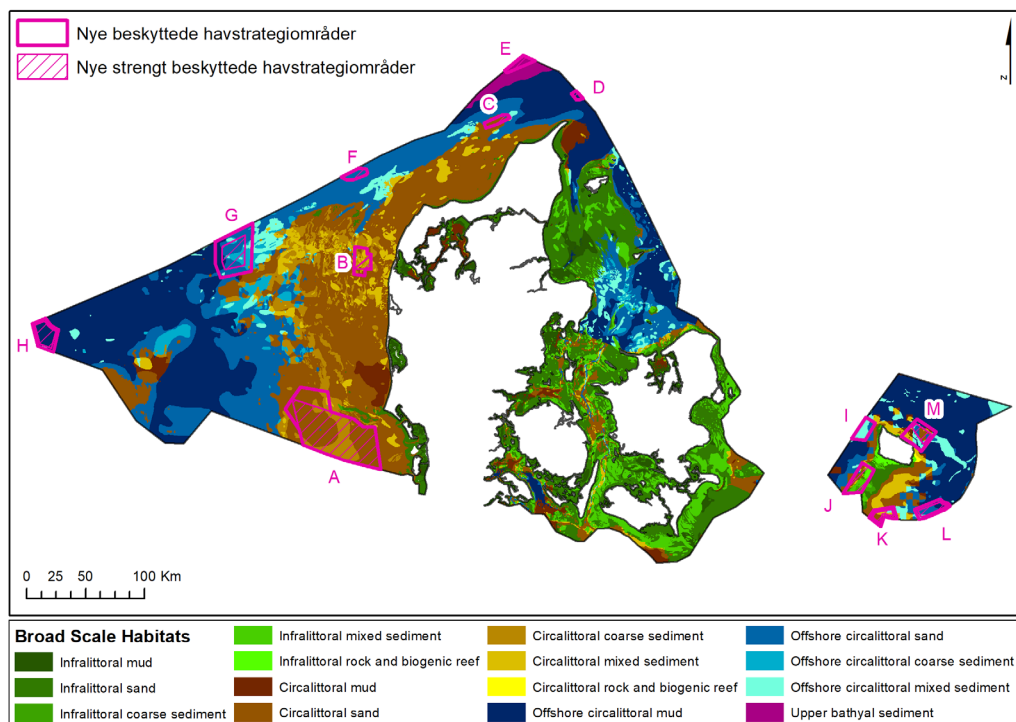 Nye beskyttede havstrategiområder
Nye strengt beskyttede havstrategiområder
z
E
D
C
F
G
B
H
A
I
M
J
K
L
0 25 50 100 Km
Broad Scale Habitats
Infralittoral mud
Infralittoral sand
Infralittoral coarse sediment
Infralittoral mixed sediment
Infralittoral rock and biogenic reef
Circalittoral mud
Circalittoral sand
Circalittoral coarse sediment
Circalittoral mixed sediment
Circalittoral rock and biogenic reef
Offshore circalittoral mud
Offshore circalittoral sand
Offshore circalittoral coarse sediment
Offshore circalittoral mixed sediment
Upper bathyal sediment